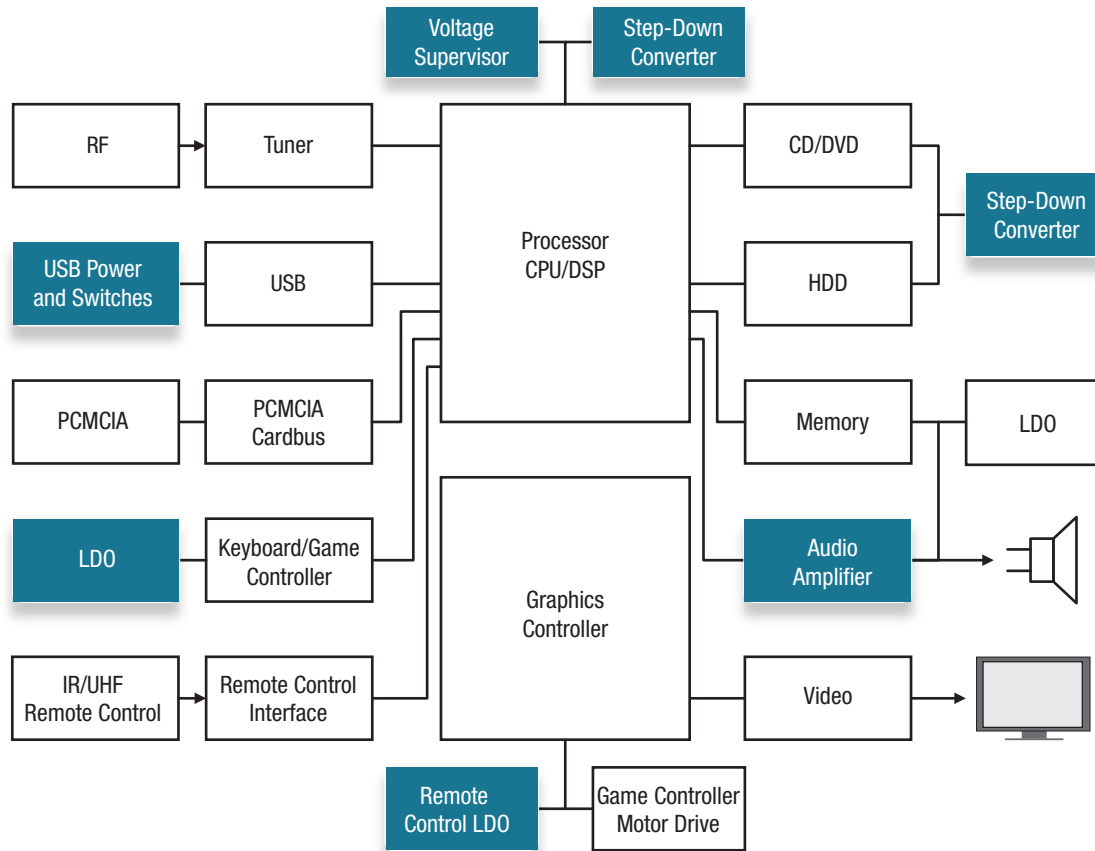 Voltage
Supervisor
Step-Down
Converter
RF
Tuner
CD/DVD
Step-Down
Converter
Processor
CPU/DSP
USB Power
and Switches
USB
HDD
PCMCIA
PCMCIA
Cardbus
Memory
LDO
LDO
Keyboard/Game
Controller
Audio
Amplifier
Graphics
Controller
IR/UHF
Remote Control
Remote Control
Interface
Video
Remote
Control LDO
Game Controller
Motor Drive